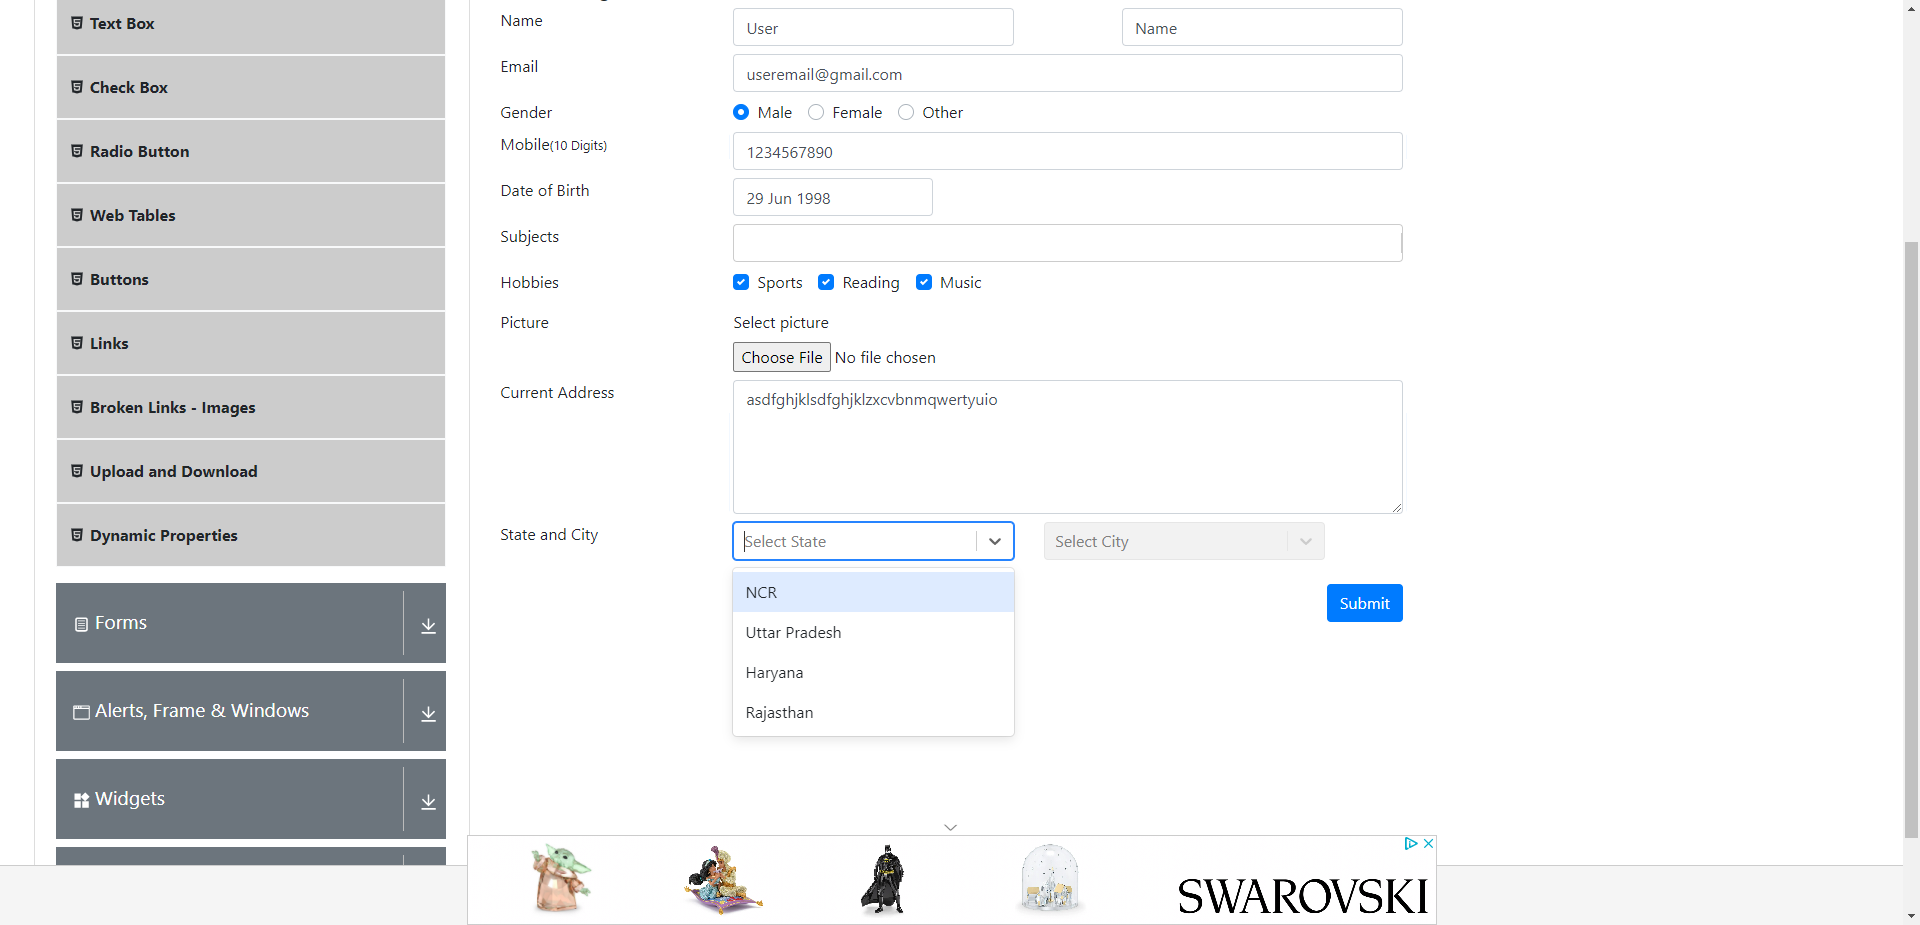 Text Box
Check Box
Radio Button
Web Tables
Buttons
Links
Broken Links - Images
Upload and Download
Dynamic Properties
Forms
Alerts, Frame & Windows
Widgets
Name
User
Name
Email
useremail@gmail.com
Gender
Male
Female
Other
Mobile(10 Digits)
1234567890
Date of Birth
29 Jun 1998
Subjects
Hobbies
Sports
Reading
Music
Picture
Select picture
Choose File No file chosen
Current Address
asdfghjklsdfghjklzxcvbnmqwertyuio
State and City
Select State
Select City
NCR
Uttar Pradesh
Haryana
Rajasthan
Submit
SWAROVSKI